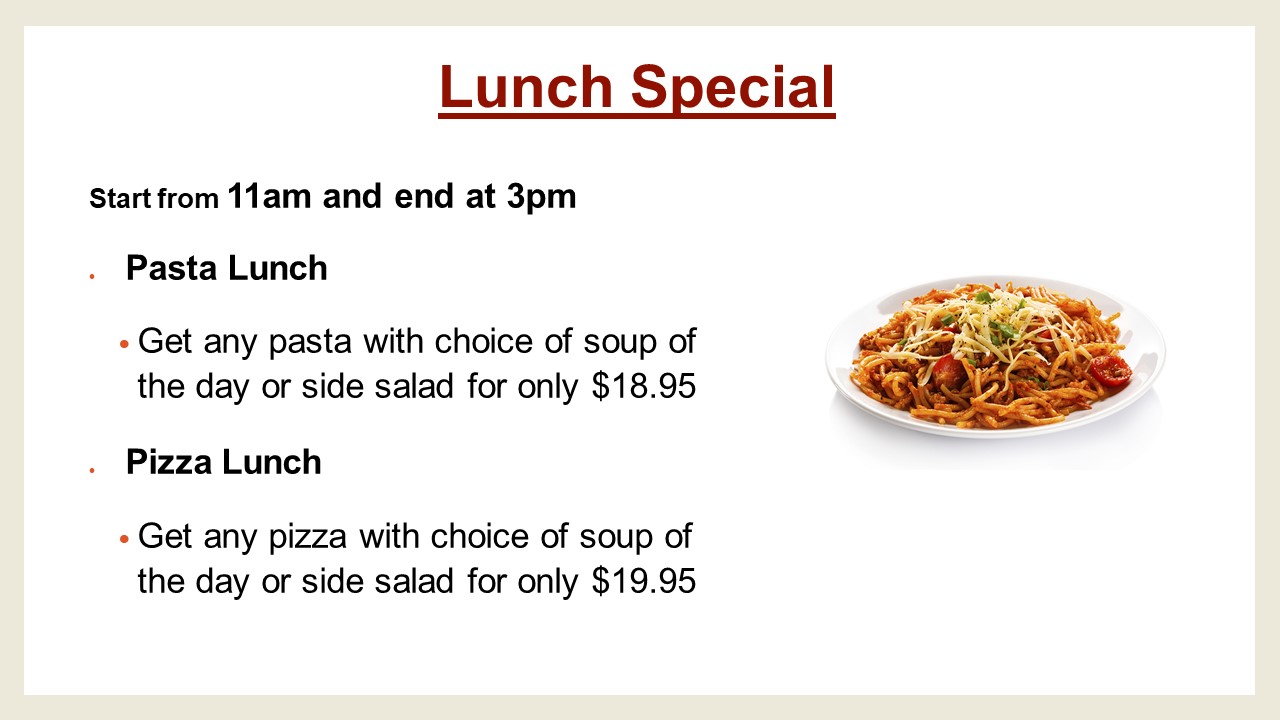 Lunch Special
Start from 11am and end at 3pm
• Pasta Lunch
• Get any pasta with choice of soup of
the day or side salad for only $18.95
• Pizza Lunch
• Get any pizza with choice of soup of
the day or side salad for only $19.95